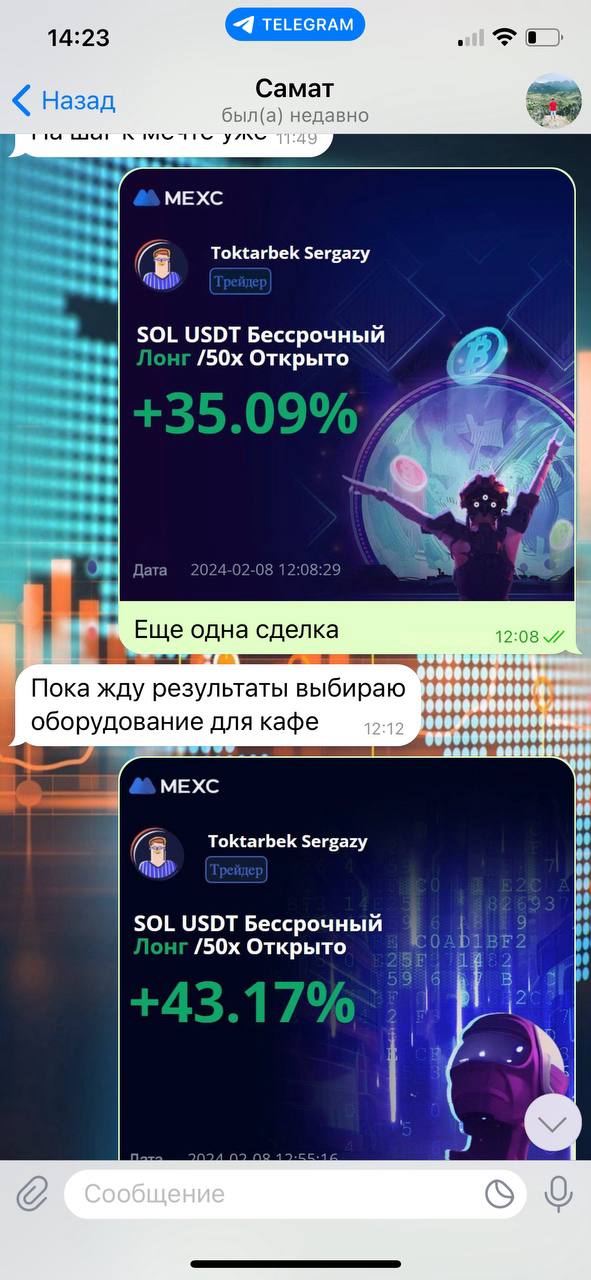 14:23
TELEGRAM
Назад
Самат
был(а) недавно
На шаг к мечте уже 11:49
MEXC
Toktarbek Sergazy
Трейдер
SOL USDT Бессрочный
Лонг /50x Открыто
+35.09%
Дата 2024-02-08 12:08:29
Еще одна сделка
12:08
Пока жду результаты выбираю
оборудование для кафе 12:12
MEXC
Toktarbek Sergazy
Трейдер
SOL USDT Бессрочный
Лонг /50x Открыто
+43.17%
Дата 2024-02-08 12:55:16
Сообщение